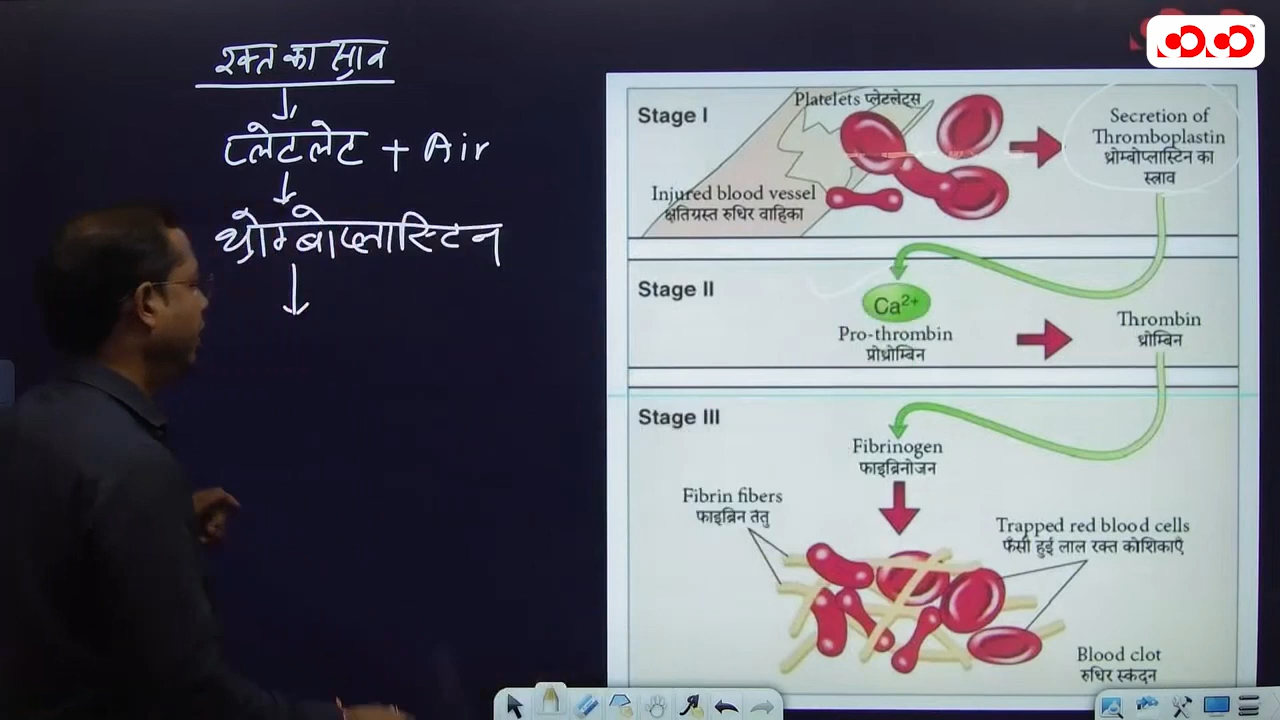 रक्त का स्राव
प्लेटलेट + Air
थ्रोम्बोप्लास्टिन
Stage I
Platelets प्लेटलेट्स
Injured blood vessel
क्षतिग्रस्त रुधिर वाहिका
Secretion of
Thromboplastin
थ्रोम्बोप्लास्टिन का
स्त्राव
Stage II
Ca2+
Pro-thrombin
प्रोथ्रोम्बिन
Thrombin
थ्रोम्बिन
Stage III
Fibrinogen
फाइब्रिनोजन
Fibrin fibers
फाइब्रिन तंतु
Trapped red blood cells
फँसी हुई लाल रक्त कोशिकाएँ
Blood clot
रुधिर स्कंदन